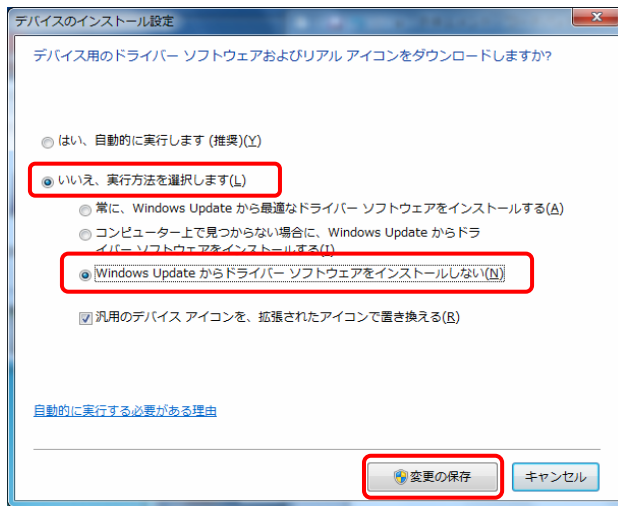 デバイスのインストール設定
デバイス用のドライバー ソフトウェアおよびリアル アイコンをダウンロードしますか?
はい、自動的に実行します (推奨)(Y)
いいえ、実行方法を選択します(L)
常に、Windows Update から最適なドライバー ソフトウェアをインストールする(A)
コンピューター上で見つからない場合に、Windows Update からドラ
イバー ソフトウェアをインストールする(I)
Windows Update からドライバー ソフトウェアをインストールしない(N)
汎用のデバイス アイコンを、拡張されたアイコンで置き換える(R)
自動的に実行する必要がある理由
変更の保存
キャンセル